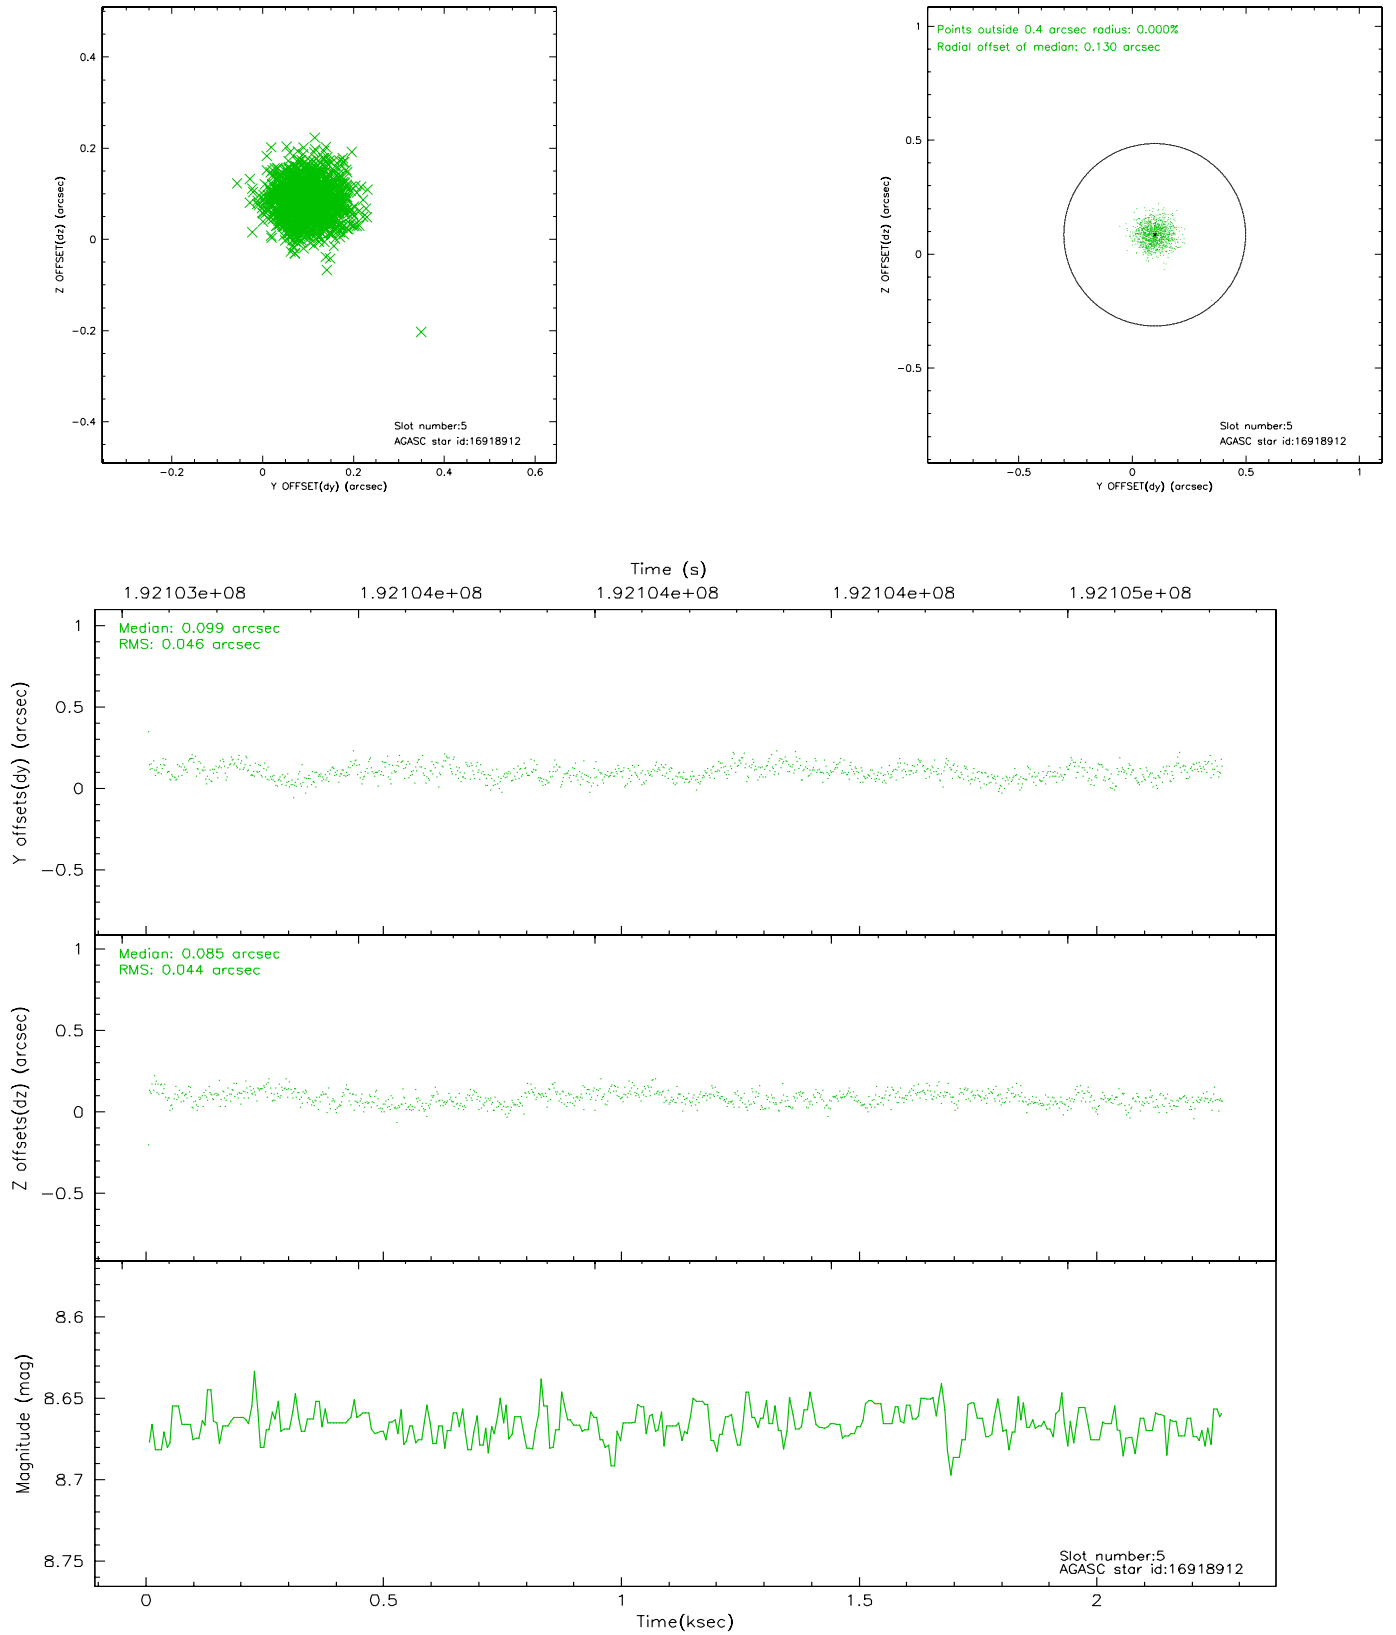 0.4
0.2
0
−0.2
−0.4
Z OFFSET(dz) (arcsec)
Slot number:5
AGASC star id:16918912
−0.2 0 0.2 0.4 0.6
Y OFFSET(dy) (arcsec)
Points outside 0.4 arcsec radius: 0.000%
Radial offset of median: 0.130 arcsec
1
0.5
0
−0.5
Z OFFSET(dz) (arcsec)
Slot number:5
AGASC star id:16918912
−0.5 0 0.5 1
Y OFFSET(dy) (arcsec)
Time (s)
1.92103e+08 1.92104e+08 1.92104e+08 1.92104e+08 1.92105e+08
Median: 0.099 arcsec
RMS: 0.046 arcsec
1
0.5
0
−0.5
Y offsets(dy) (arcsec)
Median: 0.085 arcsec
RMS: 0.044 arcsec
1
0.5
0
−0.5
Z offsets(dz) (arcsec)
8.6
8.65
8.7
8.75
Magnitude (mag)
Slot number:5
AGASC star id:16918912
0 0.5 1 1.5 2
Time(ksec)